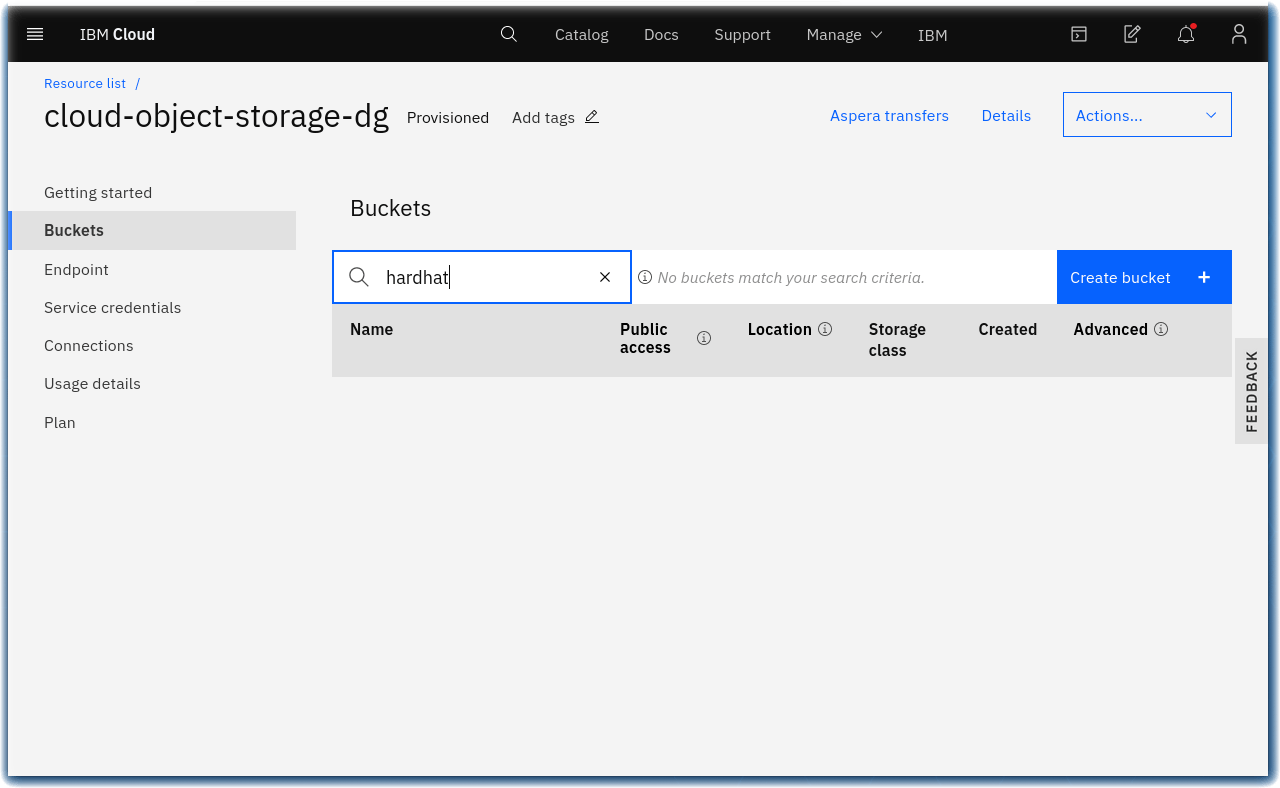 IBM Cloud Catalog Docs Support Manage IBM
Resource list /
cloud-object-storage-dg Provisioned Add tags Aspera transfers Details Actions...
Getting started
Buckets
Endpoint
Service credentials
Connections
Usage details
Plan
Buckets
hardhat No buckets match your search criteria. Create bucket +
Name Public access Location Storage class Created Advanced
FEEDBACK